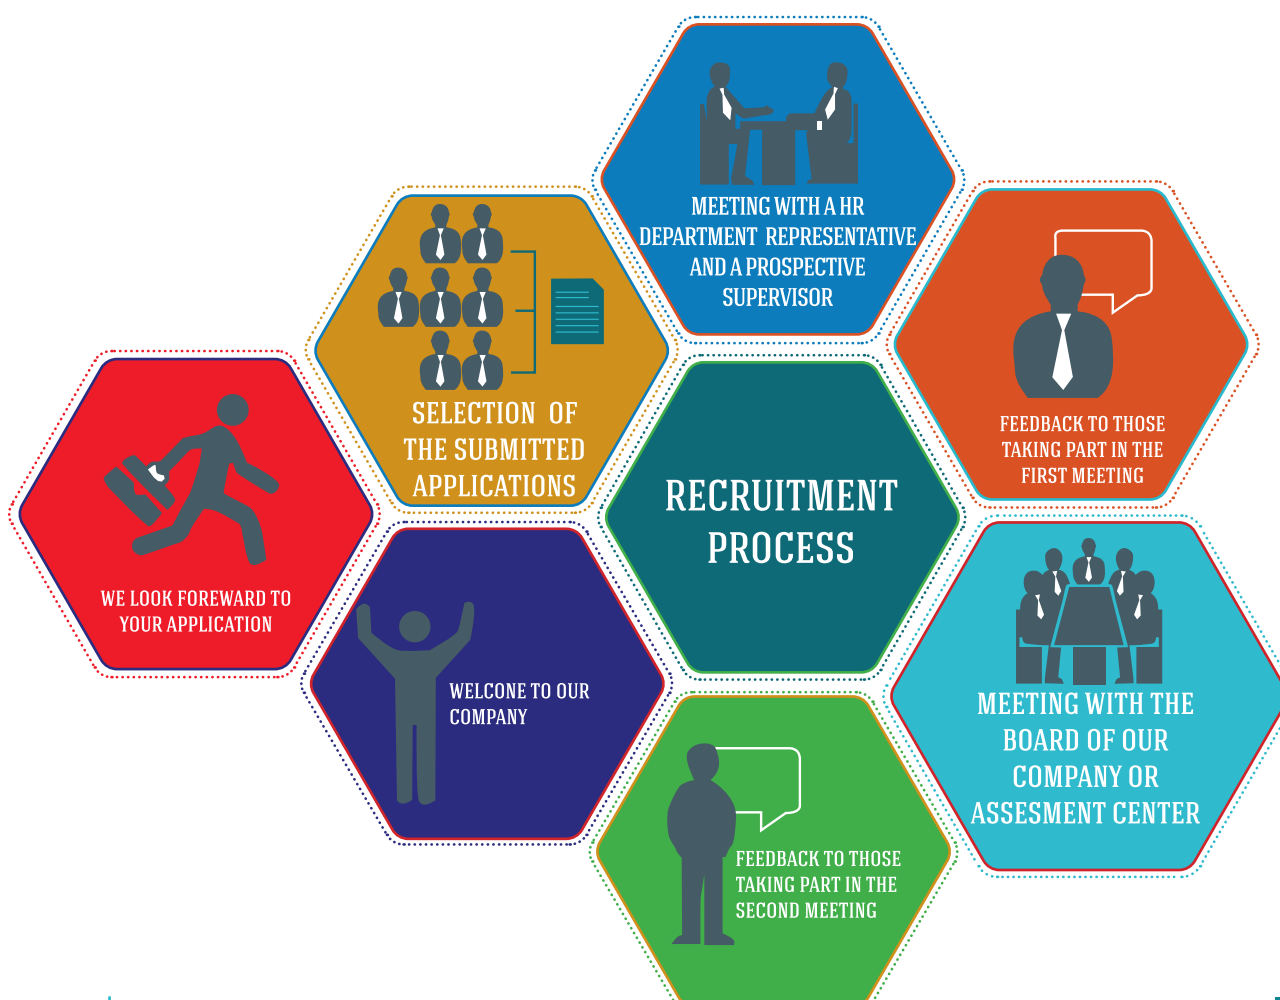 MEETING WITH A HR
DEPARTMENT REPRESENTATIVE
AND A PROSPECTIVE
SUPERVISOR
SELECTION OF
THE SUBMITTED
APPLICATIONS
FEEDBACK TO THOSE
TAKING PART IN THE
FIRST MEETING
RECRUITMENT
PROCESS
WE LOOK FOREWARD TO
YOUR APPLICATION
WELCONE TO OUR
COMPANY
MEETING WITH THE
BOARD OF OUR
COMPANY OR
ASSESMENT CENTER
FEEDBACK TO THOSE
TAKING PART IN THE
SECOND MEETING